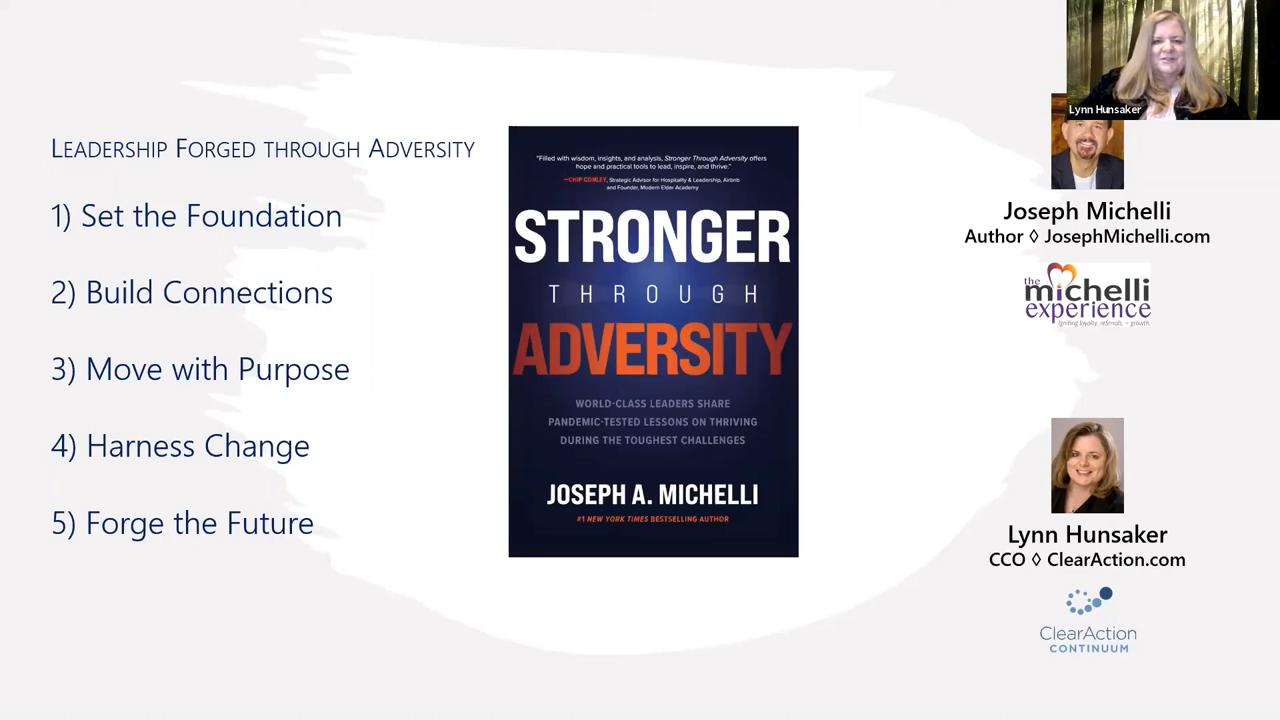 LEADERSHIP FORGED THROUGH ADVERSITY
1) Set the Foundation
2) Build Connections
3) Move with Purpose
4) Harness Change
5) Forge the Future
"Filled with wisdom, insights, and analysis, Stronger Through Adversity offers
hope and practical tools to lead, inspire, and thrive."
—CHIP CONLEY, Strategic Advisor for Hospitality & Leadership, Airbnb
and Founder, Modern Elder Academy
STRONGER
THROUGH
ADVERSITY
WORLD-CLASS LEADERS SHARE
PANDEMIC-TESTED LESSONS ON THRIVING
DURING THE TOUGHEST CHALLENGES
JOSEPH A. MICHELLI
#1 NEW YORK TIMES BESTSELLING AUTHOR
Lynn Hunsaker
Joseph Michelli
Author ◊ JosephMichelli.com
the
michelli
experience
Igniting loyalty, referrals, + growth.
Lynn Hunsaker
CCO ◊ ClearAction.com
ClearAction
CONTINUUM